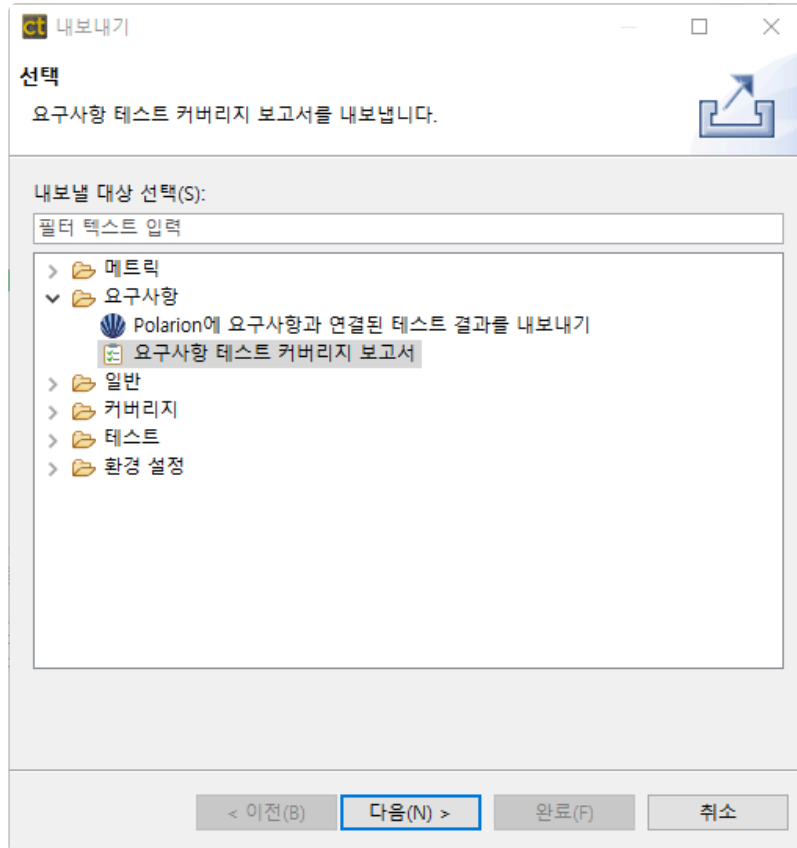 ct 내보내기
선택
요구사항 테스트 커버리지 보고서를 내보냅니다.
내보낼 대상 선택(S):
필터 텍스트 입력
메트릭
요구사항
Polarion에 요구사항과 연결된 테스트 결과를 내보내기
요구사항 테스트 커버리지 보고서
일반
커버리지
테스트
환경 설정
< 이전(B) 다음(N) > 완료(F) 취소